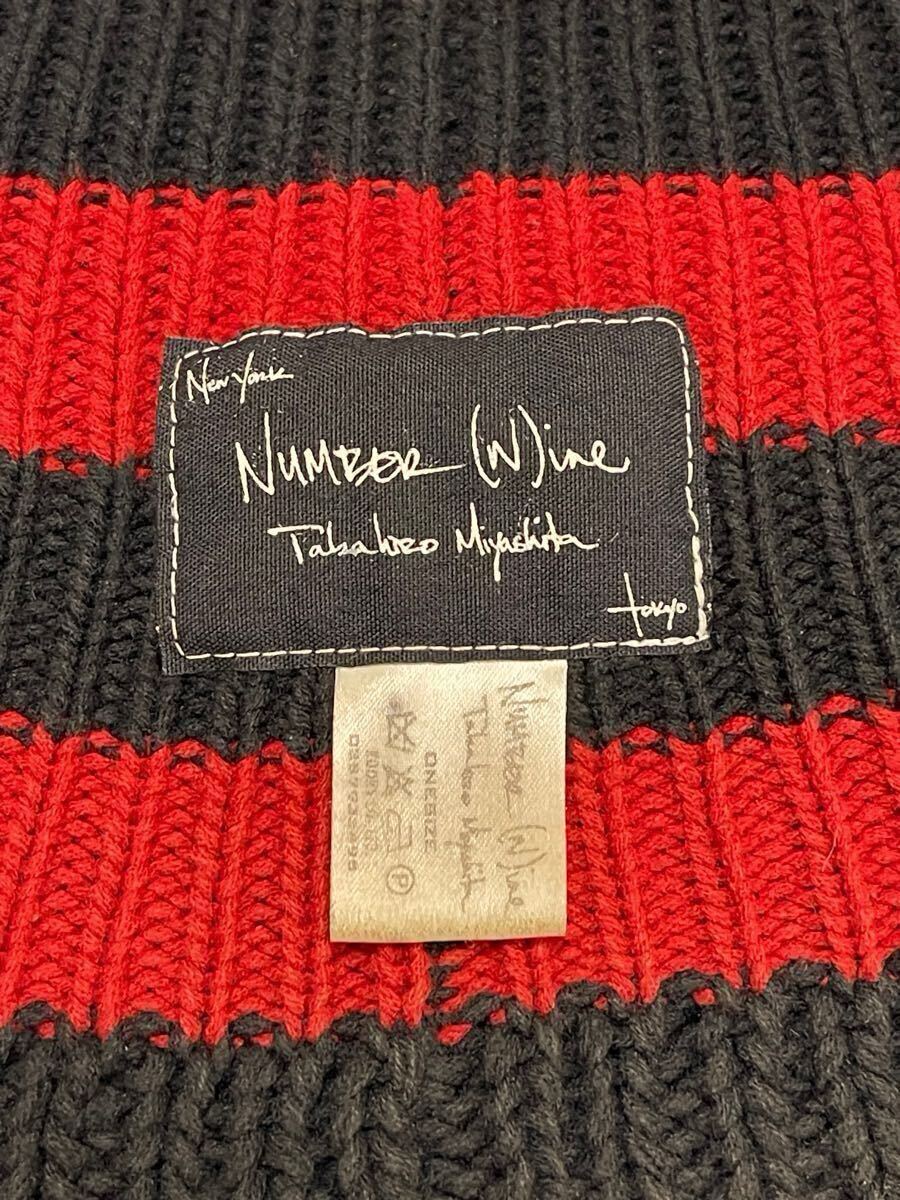 New York
NUMBER (N)ine
Takahiro Miyashita
tokyo
NUMBER (N)ine
Takahiro Miyashita
ONESIZE
P